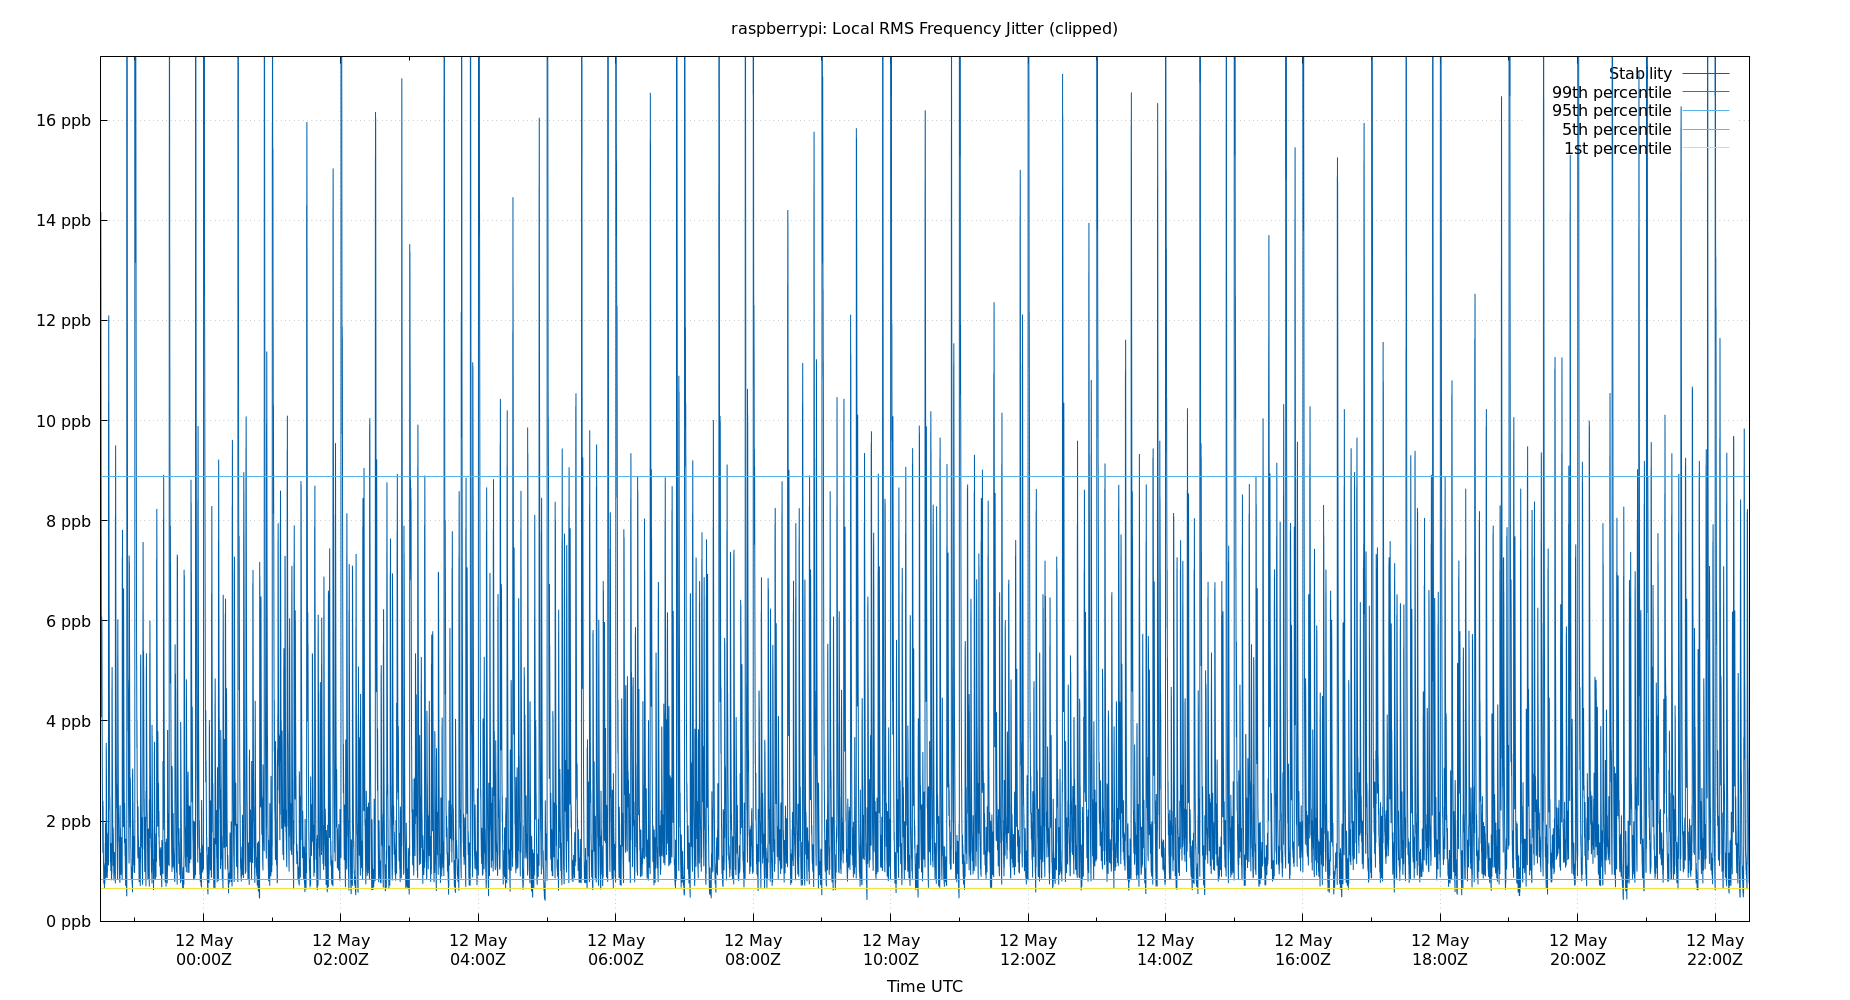 raspberrypi: Local RMS Frequency Jitter (clipped)
Stability
99th percentile
95th percentile
5th percentile
1st percentile
16 ppb
14 ppb
12 ppb
10 ppb
8 ppb
6 ppb
4 ppb
2 ppb
0 ppb
12 May 12 May 12 May 12 May 12 May 12 May 12 May 12 May 12 May 12 May 12 May 12 May
00:00Z 02:00Z 04:00Z 06:00Z 08:00Z 10:00Z 12:00Z 14:00Z 16:00Z 18:00Z 20:00Z 22:00Z
Time UTC